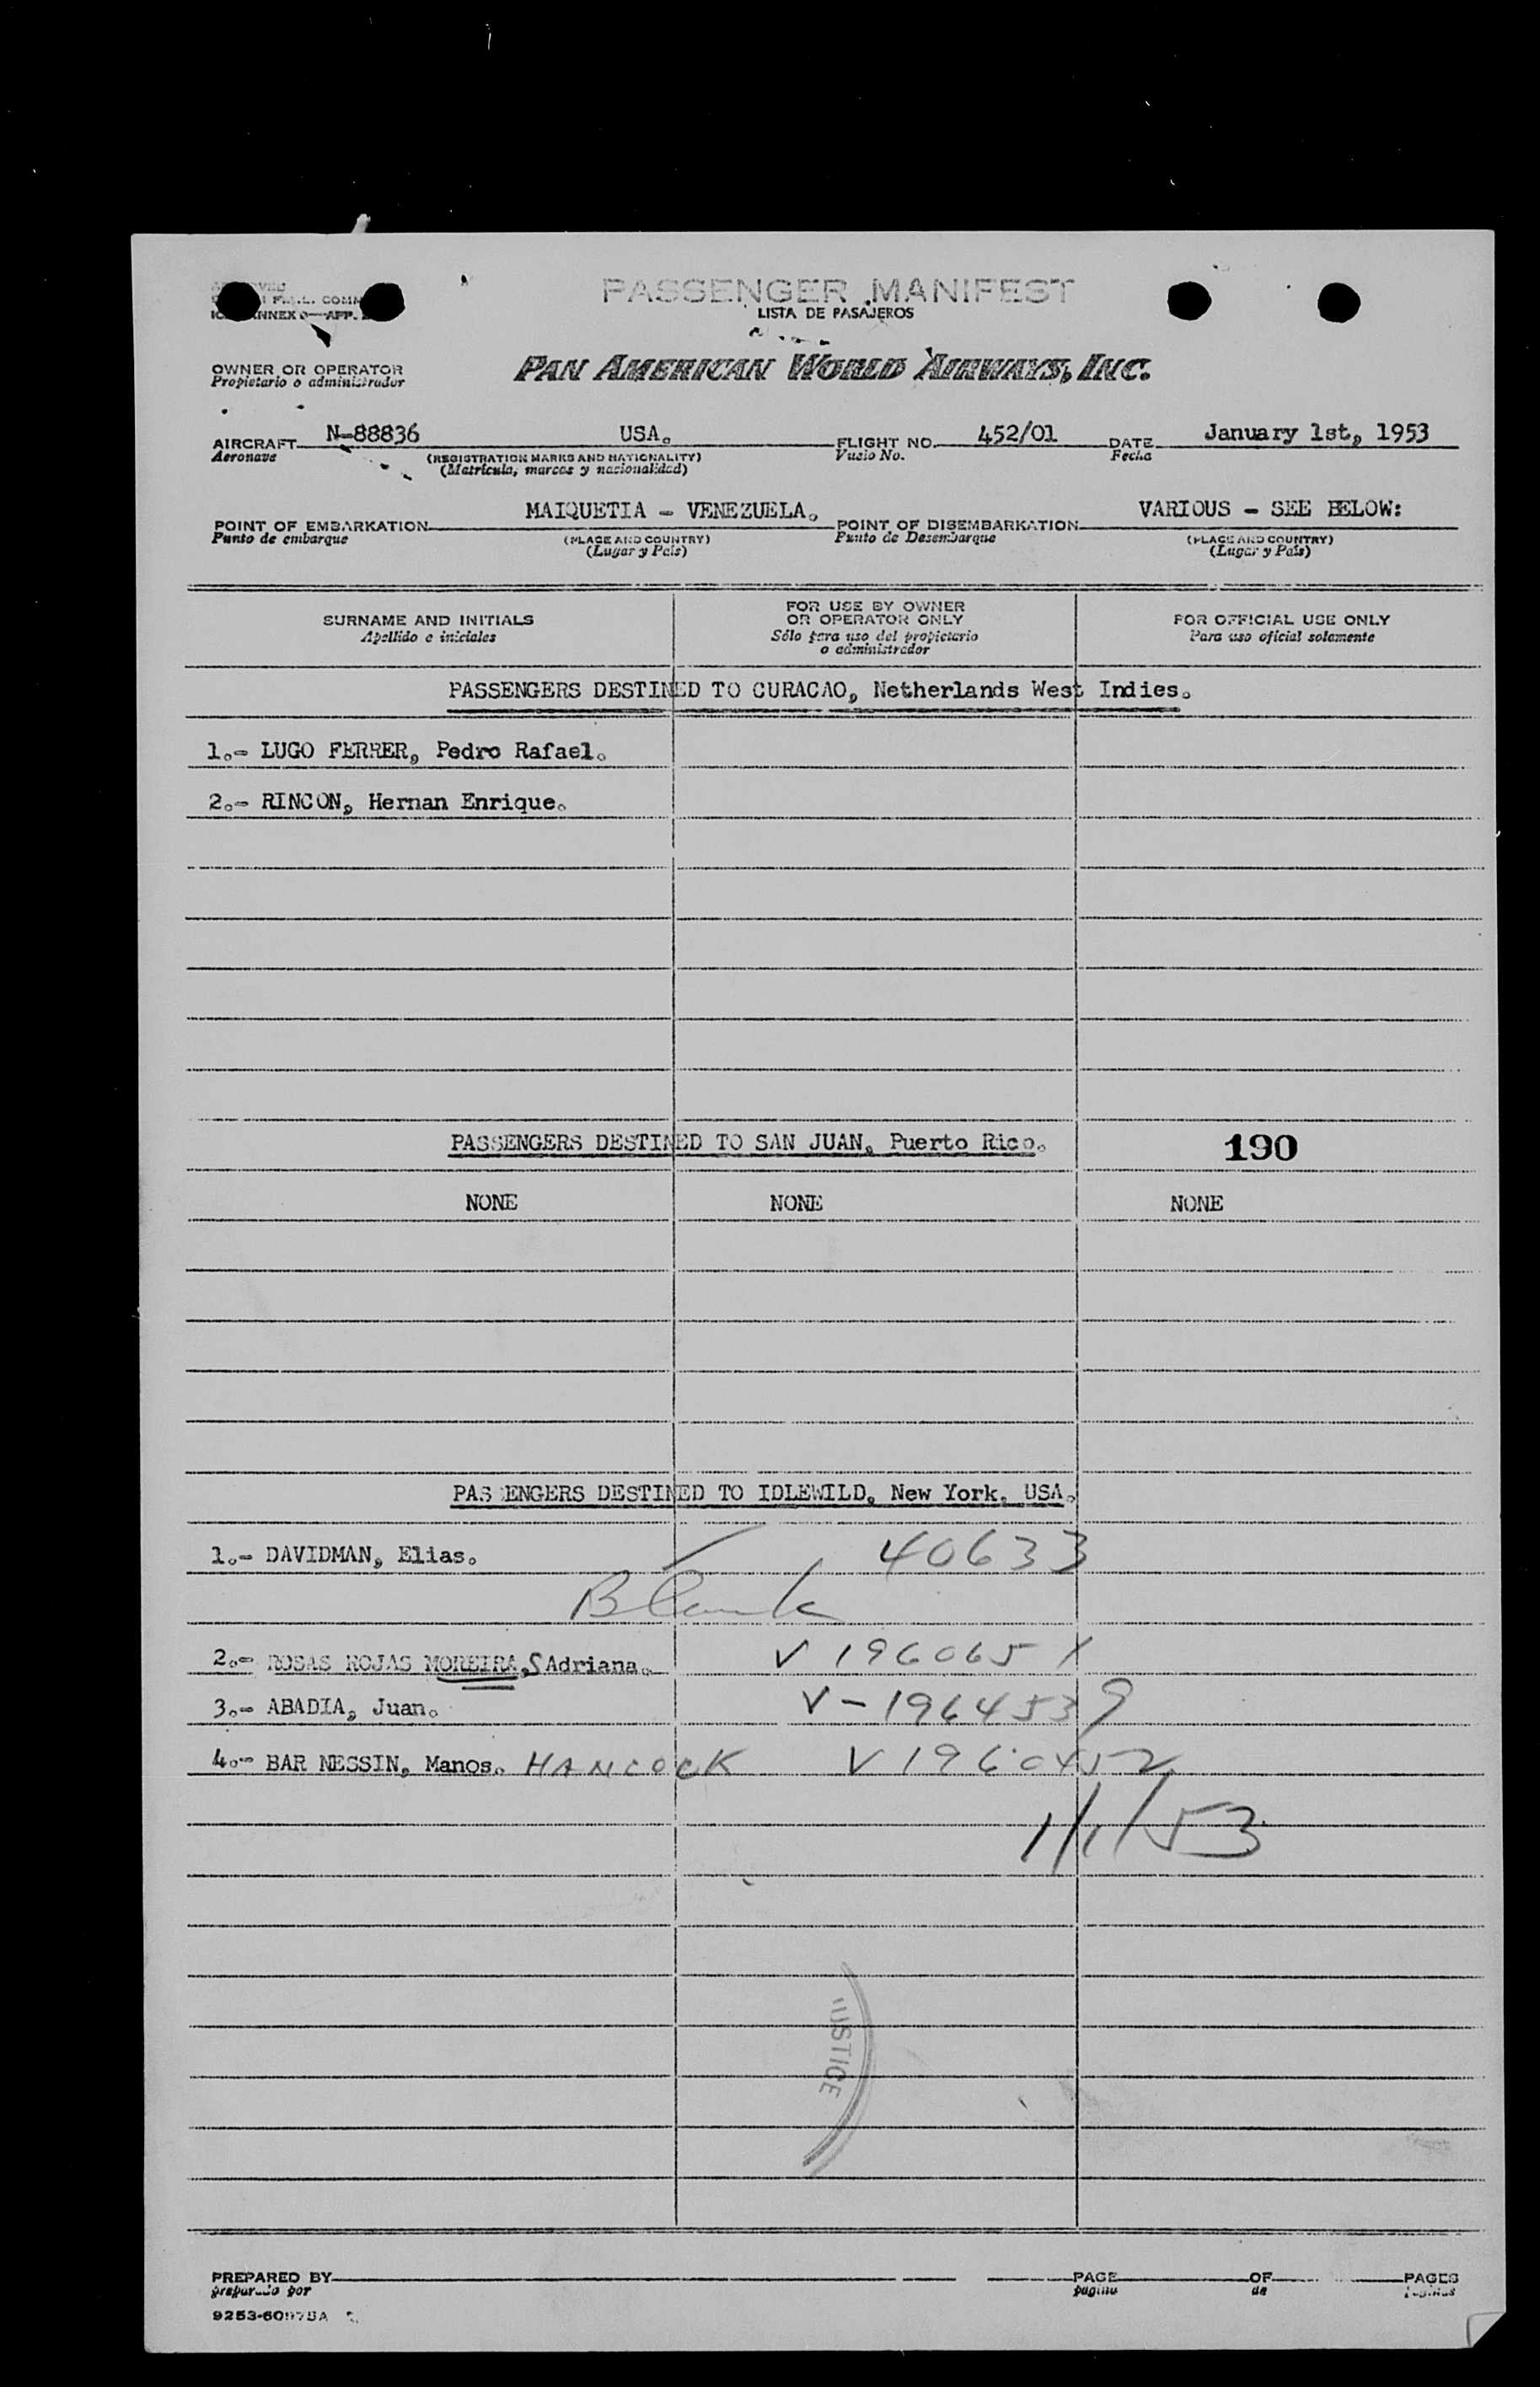 PASSENGER MANIFEST
LISTA DE PASAJEROS
OWNER OR OPERATOR
Propietario o administrador
PAN AMERICAN WORLD AIRWAYS, INC.
AIRCRAFT N-88836 USA. FLIGHT NO. 452/01 DATE January 1st, 1953
Aeronave (REGISTRATION MARKS AND NATIONALITY) Vuelo No. Fecha
(Matrícula, marcas y nacionalidad)
POINT OF EMBARKATION MAIQUETIA - VENEZUELA. POINT OF DISEMBARKATION VARIOUS - SEE BELOW:
Punto de embarque (PLACE AND COUNTRY) Punto de Desembarque (PLACE AND COUNTRY)
(Lugar y País) (Lugar y País)
SURNAME AND INITIALS
Apellido e iniciales
FOR USE BY OWNER
OR OPERATOR ONLY
Sólo para uso del propietario
o administrador
FOR OFFICIAL USE ONLY
Para uso oficial solamente
PASSENGERS DESTINED TO CURACAO, Netherlands West Indies.
1.- LUGO FERRER, Pedro Rafael.
2.- RINCON, Hernan Enrique.
PASSENGERS DESTINED TO SAN JUAN, Puerto Rico. 190
NONE NONE NONE
PAS ENGERS DESTINED TO IDLEWILD, New York, USA.
1.- DAVIDMAN, Elias. 40633
Blank
2.- ROSAS ROJAS MOREIRA, S Adriana. V 196065 1
3.- ABADIA, Juan. V-1964539
4.- BAR NESSIN, Manos. HANCOCK V 1960452
1/1/53
USTICE
PREPARED BY PAGE OF PAGES
preparado por página de páginas